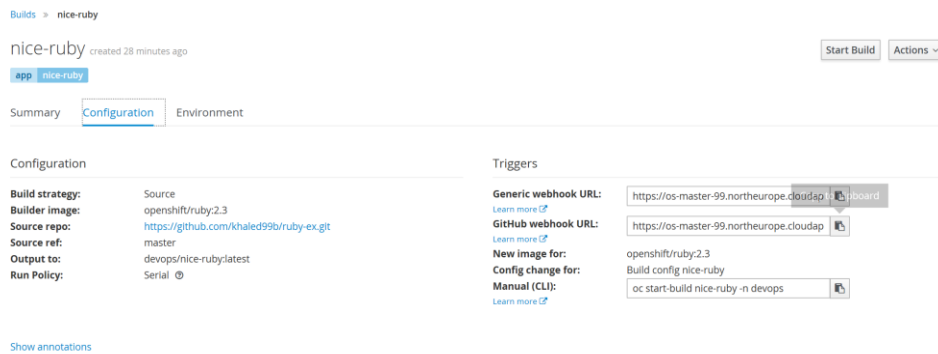 Builds » nice-ruby
nice-ruby created 28 minutes ago
Start Build
Actions
app nice-ruby
Summary Configuration Environment
Configuration
Build strategy: Source
Builder image: openshift/ruby:2.3
Source repo: https://github.com/khaled99b/ruby-ex.git
Source ref: master
Output to: devops/nice-ruby:latest
Run Policy: Serial
Show annotations
Triggers
Generic webhook URL: https://os-master-99.northeurope.cloudap
Learn more
GitHub webhook URL: https://os-master-99.northeurope.cloudap
Learn more
New image for: openshift/ruby:2.3
Config change for: Build config nice-ruby
Manual (CLI): oc start-build nice-ruby -n devops
Learn more